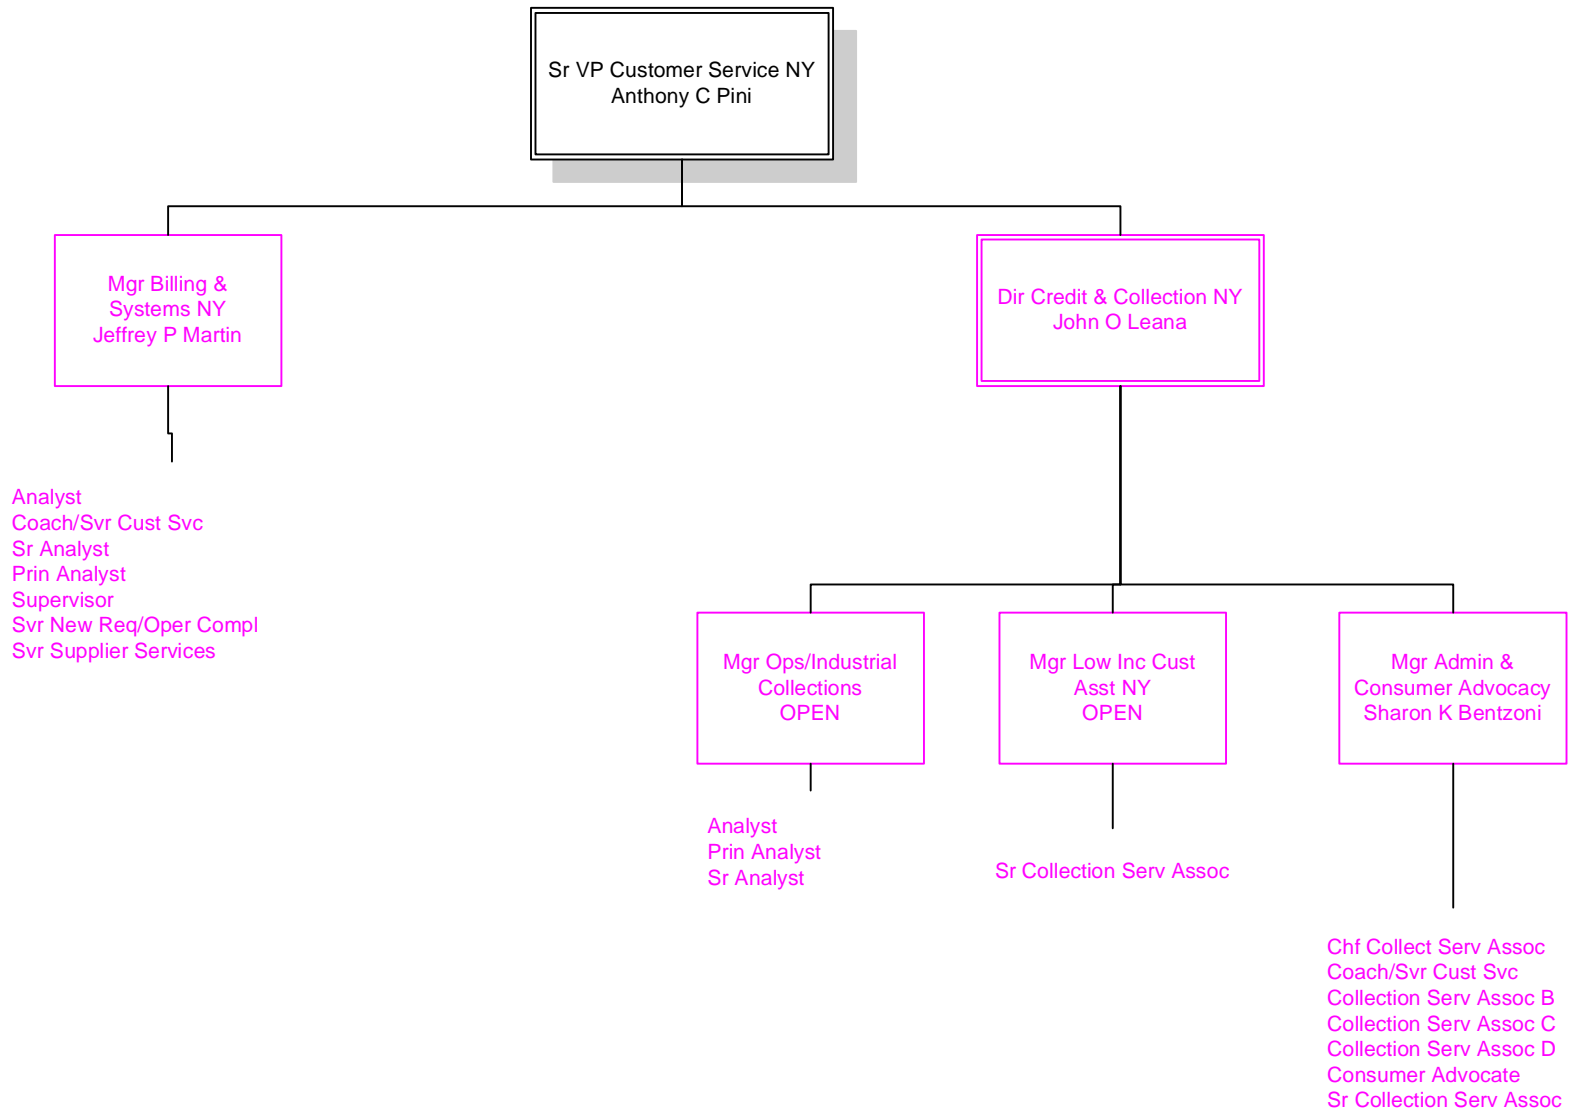 Sr VP Customer Service NY
Anthony C Pini
Mgr Billing &
Systems NY
Jeffrey P Martin
Dir Credit & Collection NY
John O Leana
Analyst
Coach/Svr Cust Svc
Sr Analyst
Prin Analyst
Supervisor
Svr New Req/Oper Compl
Svr Supplier Services
Mgr Ops/Industrial
Collections
OPEN
Mgr Low Inc Cust
Asst NY
OPEN
Mgr Admin &
Consumer Advocacy
Sharon K Bentzoni
Analyst
Prin Analyst
Sr Analyst
Sr Collection Serv Assoc
Chf Collect Serv Assoc
Coach/Svr Cust Svc
Collection Serv Assoc B
Collection Serv Assoc C
Collection Serv Assoc D
Consumer Advocate
Sr Collection Serv Assoc